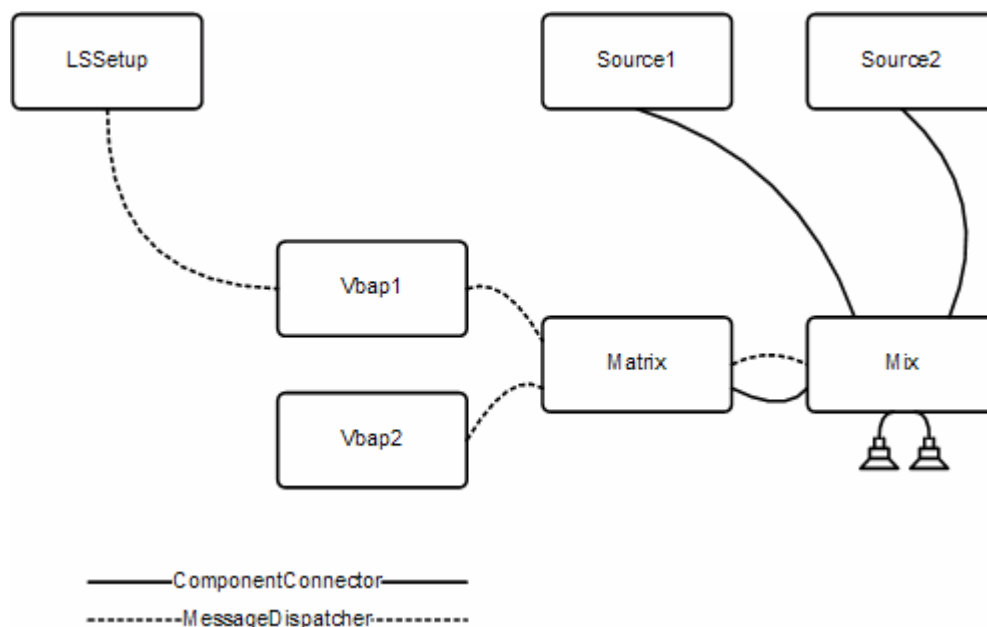 LSSetup
Source1
Source2
Vbap1
Matrix
Mix
Vbap2
ComponentConnector
MessageDispatcher